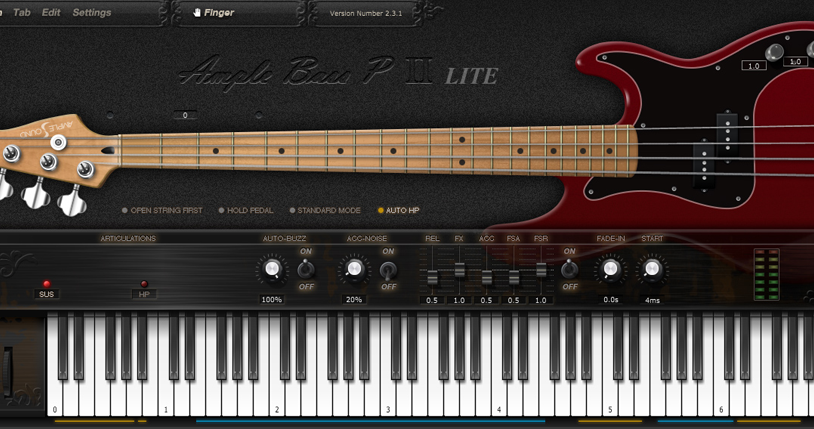 Tab Edit Settings Finger Version Number 2.3.1
Ample Bass P II LITE
1.0 1.0
0
AMPLE SOUND
OPEN STRING FIRST HOLD PEDAL STANDARD MODE AUTO HP
ARTICULATIONS AUTO-BUZZ ACC-NOISE REL FX ACC FSA FSR FADE-IN START
ON ON ON
OFF OFF OFF
SUS HP 100% 20% 0.5 1.0 0.5 0.5 1.0 0.0s 4ms
0 1 2 3 4 5 6